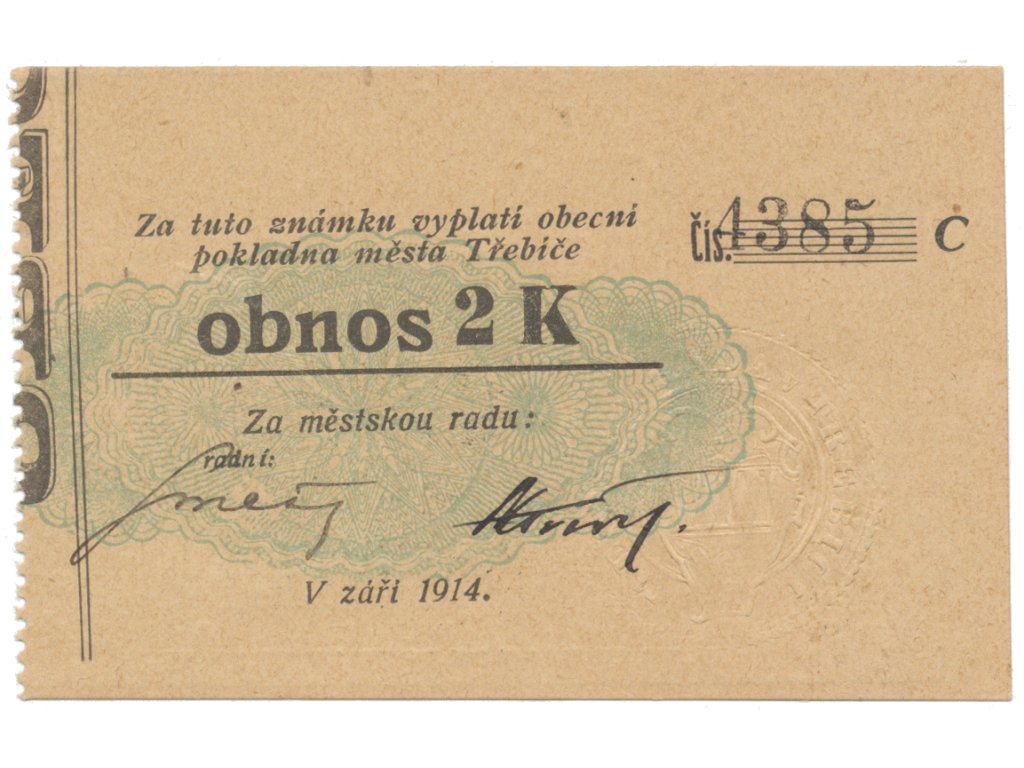 Za tuto známku vyplatí obecní
pokladna města Třebíče
Čís. 4385 C
obnos 2 K
Za městskou radu:
radní:
V září 1914.